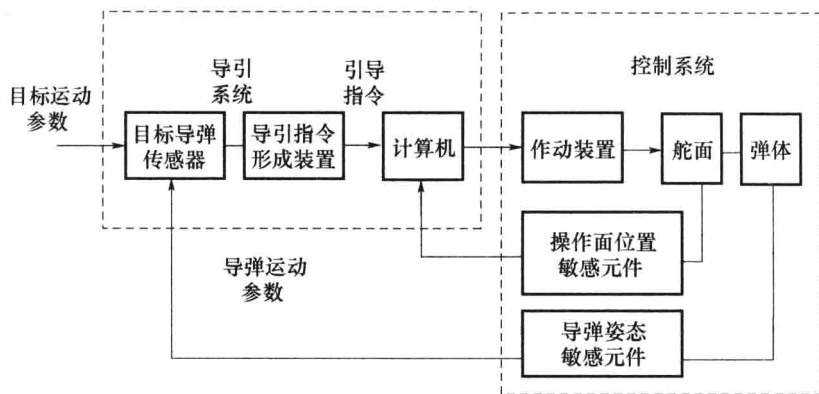 目标运动
参数
导引
系统
引导
指令
控制系统
目标导弹
传感器
导引指令
形成装置
计算机
作动装置
舵面
弹体
操作面位置
敏感元件
导弹运动
参数
导弹姿态
敏感元件